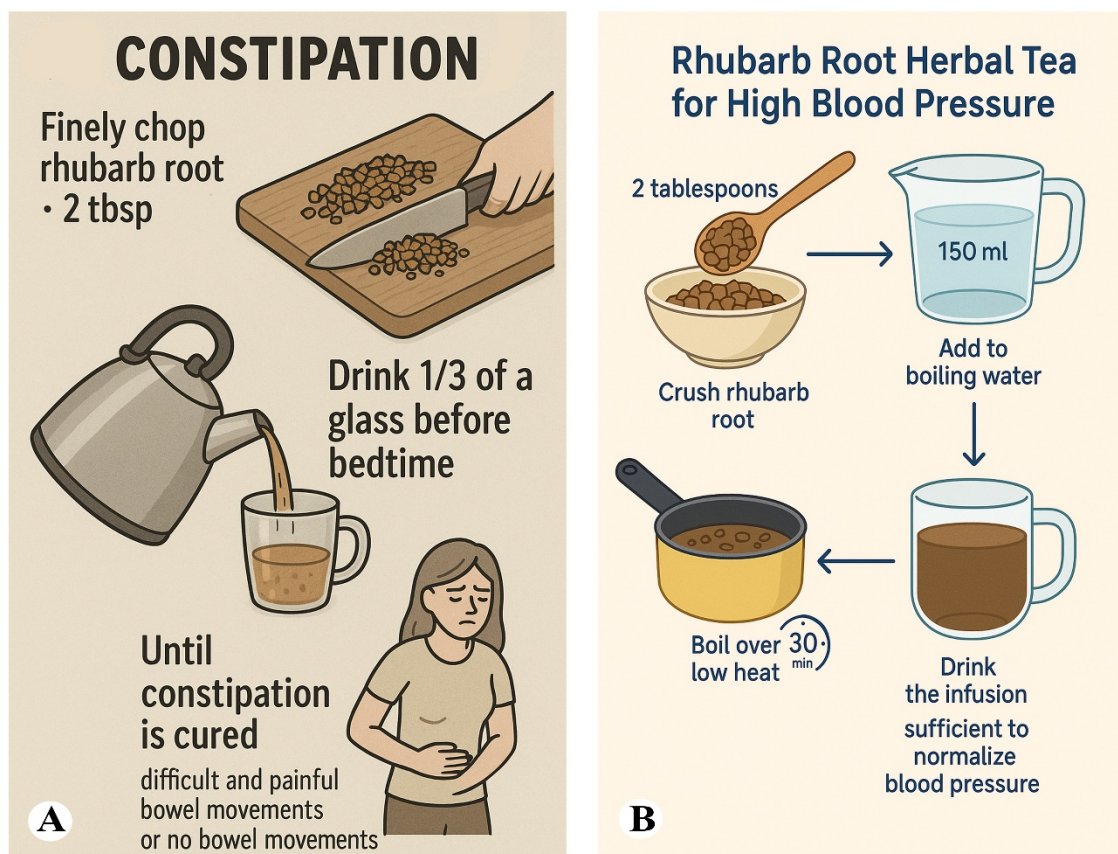 CONSTIPATION
Finely chop
rhubarb root
• 2 tbsp
Drink 1/3 of a
glass before
bedtime
Until
constipation
is cured
difficult and painful
bowel movements
or no bowel movements
A
Rhubarb Root Herbal Tea
for High Blood Pressure
2 tablespoons
150 ml
Crush rhubarb
root
Add to
boiling water
Boil over 30
low heat min
Drink
the infusion
sufficient to
normalize
blood pressure
B